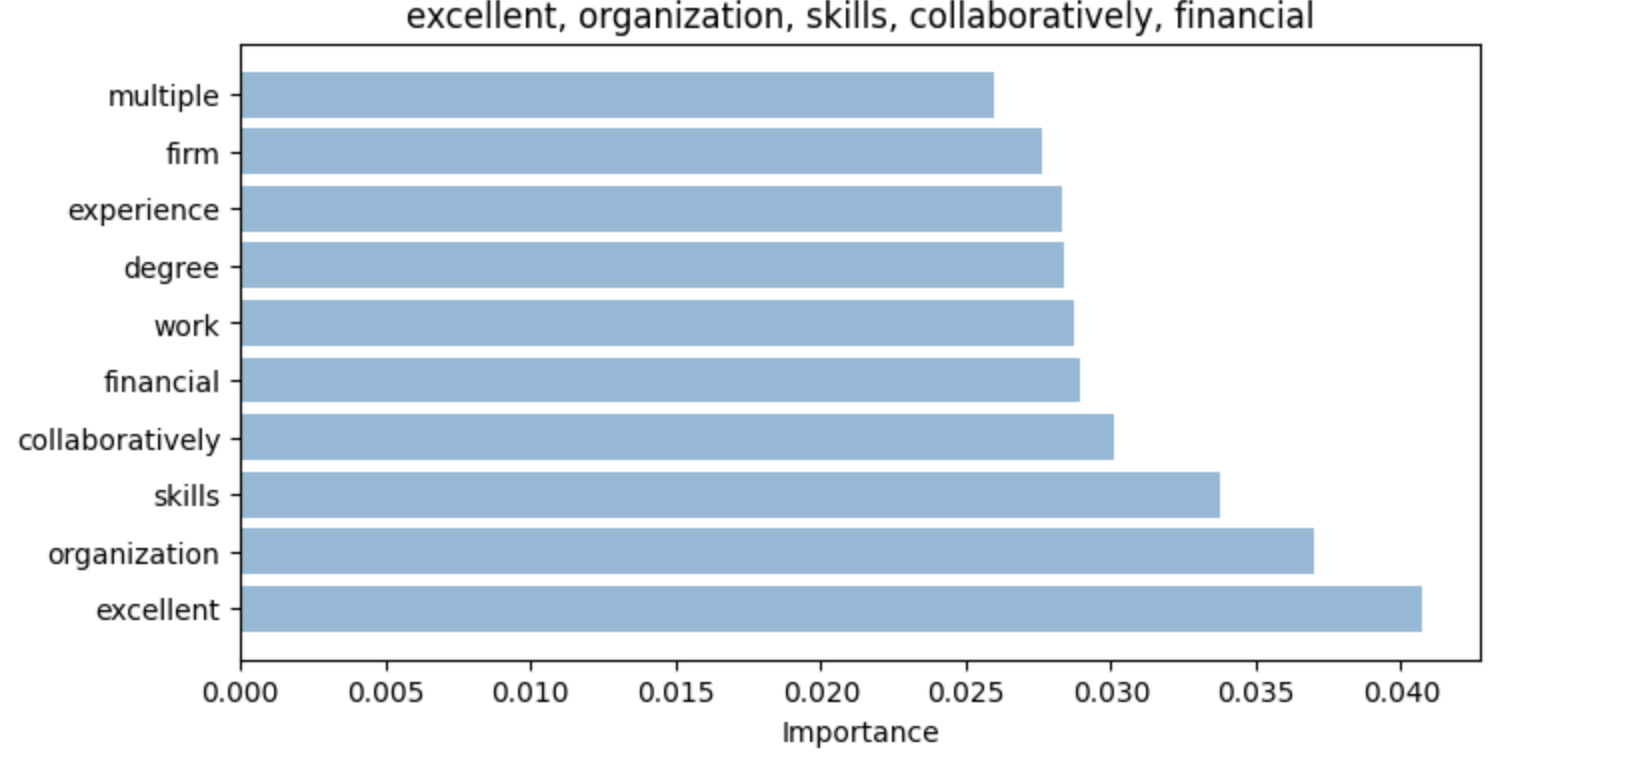 excellent, organization, skills, collaboratively, financial
multiple
firm
experience
degree
work
financial
collaboratively
skills
organization
excellent
0.000 0.005 0.010 0.015 0.020 0.025 0.030 0.035 0.040
Importance